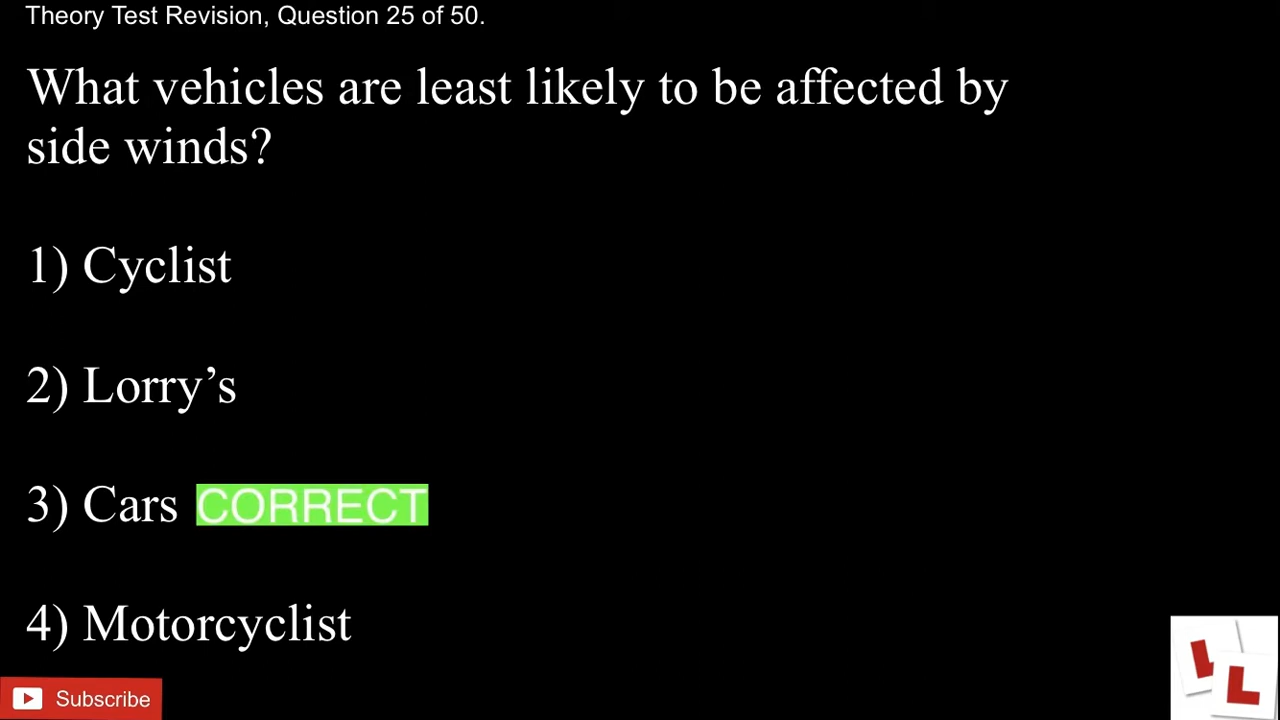 Theory Test Revision, Question 25 of 50.
What vehicles are least likely to be affected by
side winds?
1) Cyclist
2) Lorry’s
3) Cars CORRECT
4) Motorcyclist
Subscribe
L
L